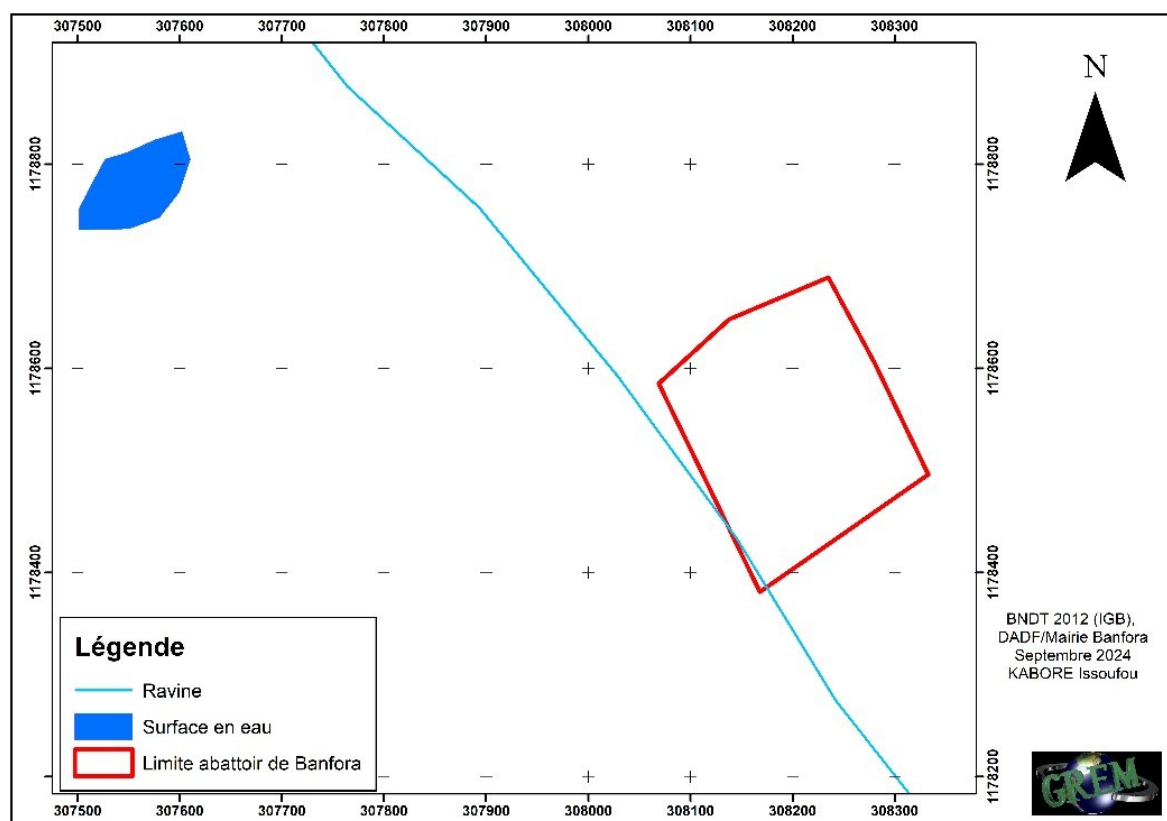 307500 307600 307700 307800 307900 308000 308100 308200 308300
N
1178800 1178800
1178600 1178600
1178400 1178400
1178200
Légende
Ravine
Surface en eau
Limite abattoir de Banfora
BNDT 2012 (IGB),
DADF/Mairie Banfora
Septembre 2024
KABORE Issoufou
GREM
307500 307600 307700 307800 307900 308000 308100 308200 308300